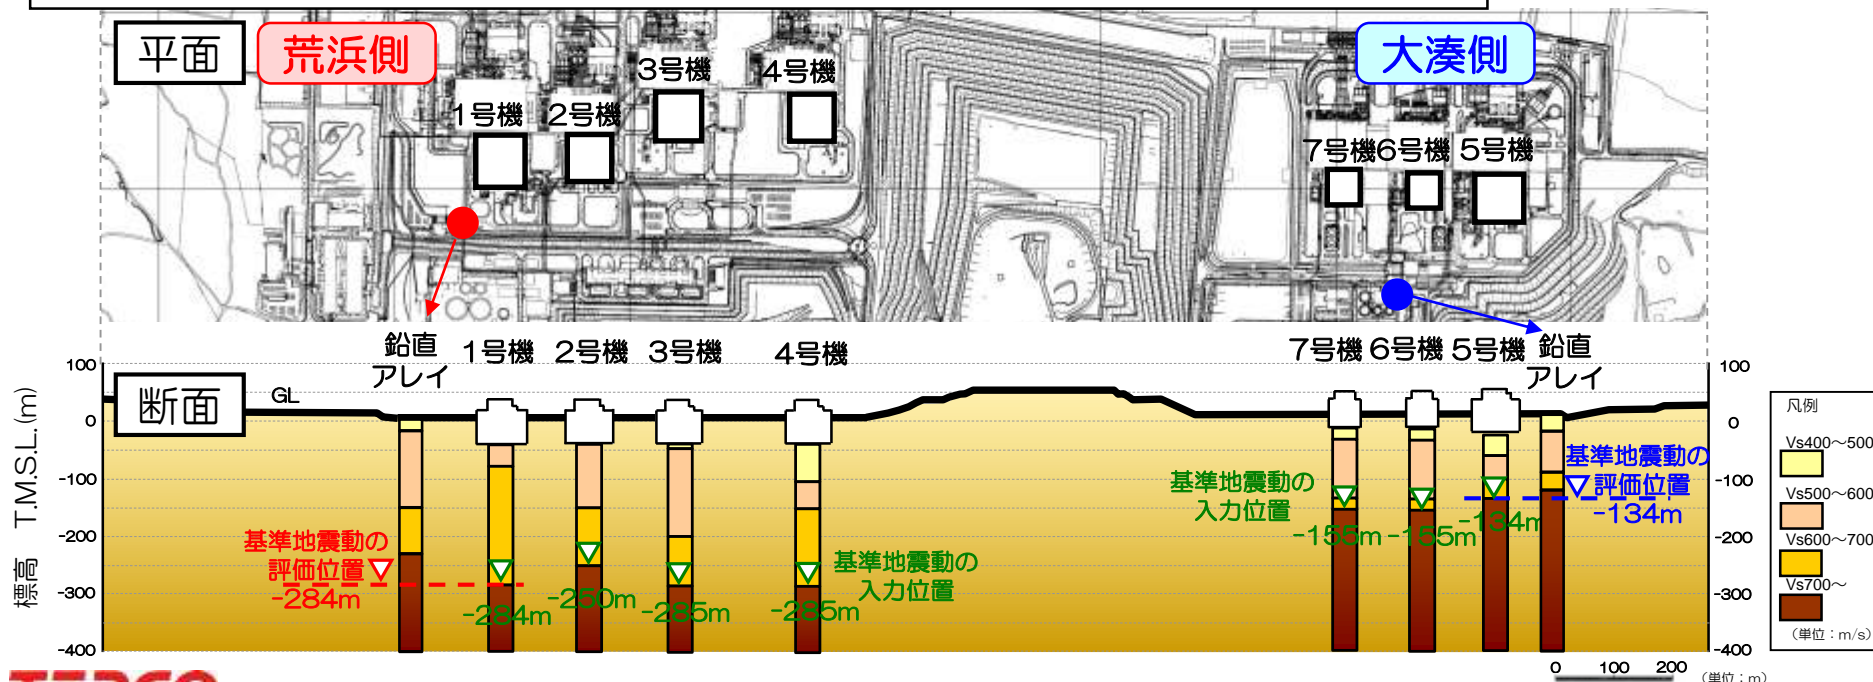 平面
荒浜側
大湊側
1号機
2号機
3号機
4号機
7号機
6号機
5号機
鉛直
アレイ
1号機
2号機
3号機
4号機
7号機
6号機
5号機
鉛直
アレイ
断面
GL
標高 T.M.S.L.(m)
100
0
-100
-200
-300
-400
100
0
-100
-200
-300
-400
基準地震動の
評価位置
-284m
-284m
-250m
-285m
-285m
基準地震動の
入力位置
基準地震動の
入力位置
-155m
-155m
-134m
基準地震動の
評価位置
-134m
凡例
Vs400～500
Vs500～600
Vs600～700
Vs700～
（単位：m/s）
0 100 200
（単位：m）
TEPCO